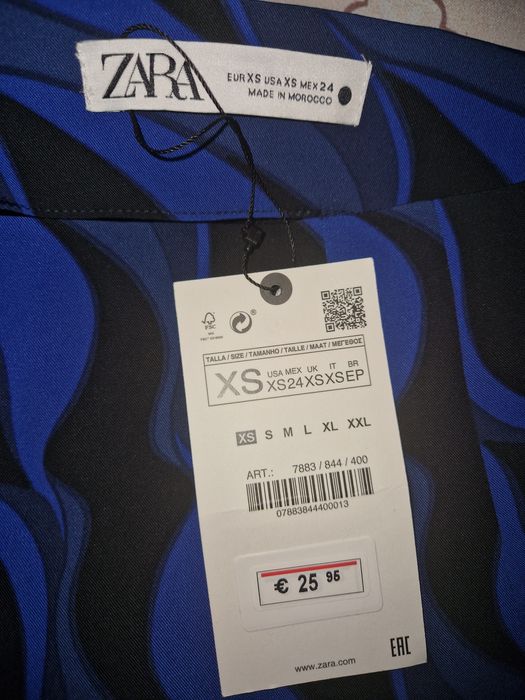 ZARA
EUR XS USA XS MEX 24
MADE IN MOROCCO
FSC
®
TALLA / SIZE / TAMANHO / TAILLE / MAAT / ΜΕΓΕΘΟΣ
XS
USA MEX UK IT BR
XS 24 XS XS EP
XS S M L XL XXL
ART.: 7883 / 844 / 400
07883844400013
€ 25 95
www.zara.com
EAC